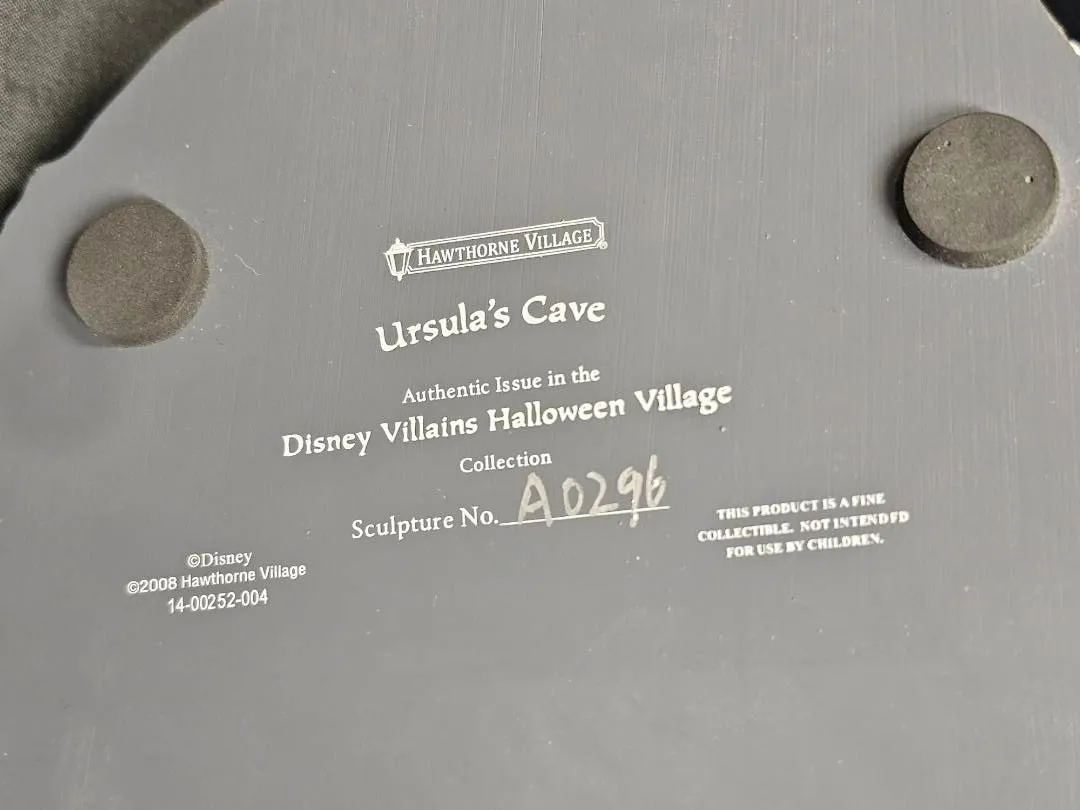 HAWTHORNE VILLAGE®
Ursula's Cave
Authentic Issue in the
Disney Villains Halloween Village
Collection
Sculpture No. A0296
THIS PRODUCT IS A FINE
COLLECTIBLE. NOT INTENDED
FOR USE BY CHILDREN.
©Disney
©2008 Hawthorne Village
14-00252-004